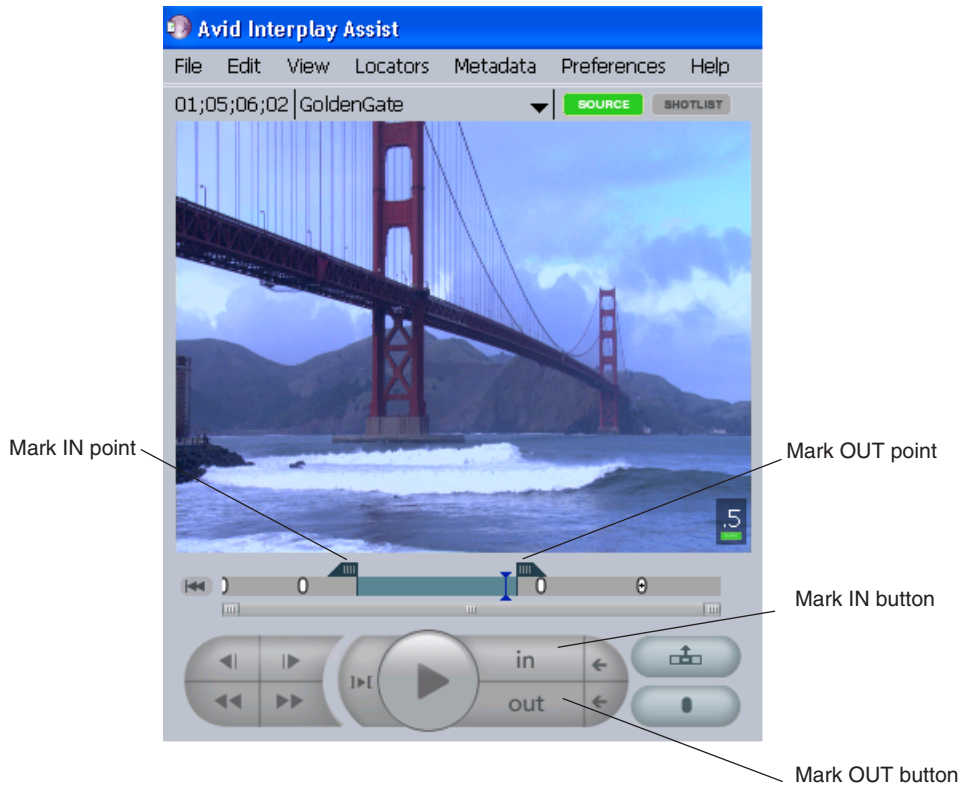 Avid Interplay Assist
File Edit View Locators Metadata Preferences Help
01;05;06;02 GoldenGate SOURCE SHOTLIST
Mark IN point
Mark OUT point
.5
Mark IN button
in
out
Mark OUT button